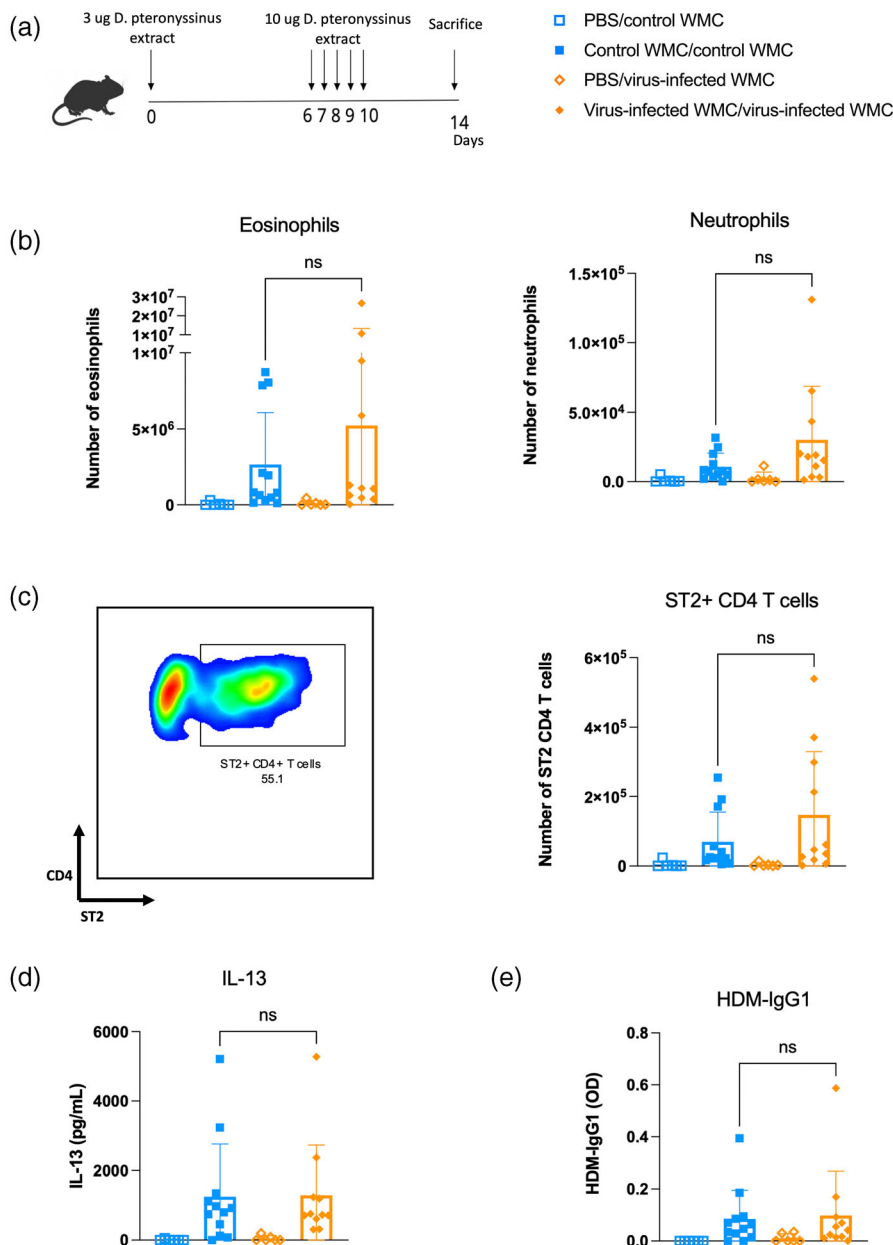 (a)
3 ug D. pteronyssinus
extract
10 ug D. pteronyssinus
extract
Sacrifice
0
6 7 8 9 10
14
Days
PBS/control WMC
Control WMC/control WMC
PBS/virus-infected WMC
Virus-infected WMC/virus-infected WMC
(b)
Eosinophils
ns
Number of eosinophils
3×10⁷
2×10⁷
1×10⁷
1×10⁷
5×10⁶
0
Neutrophils
ns
Number of neutrophils
1.5×10⁵
1.0×10⁵
5.0×10⁴
0.0
(c)
ST2+ CD4+ T cells
55.1
CD4
ST2
ST2+ CD4 T cells
ns
Number of ST2 CD4 T cells
6×10⁵
4×10⁵
2×10⁵
0
(d)
IL-13
ns
IL-13 (pg/mL)
6000
4000
2000
0
(e)
HDM-IgG1
ns
HDM-IgG1 (OD)
0.8
0.6
0.4
0.2
0.0